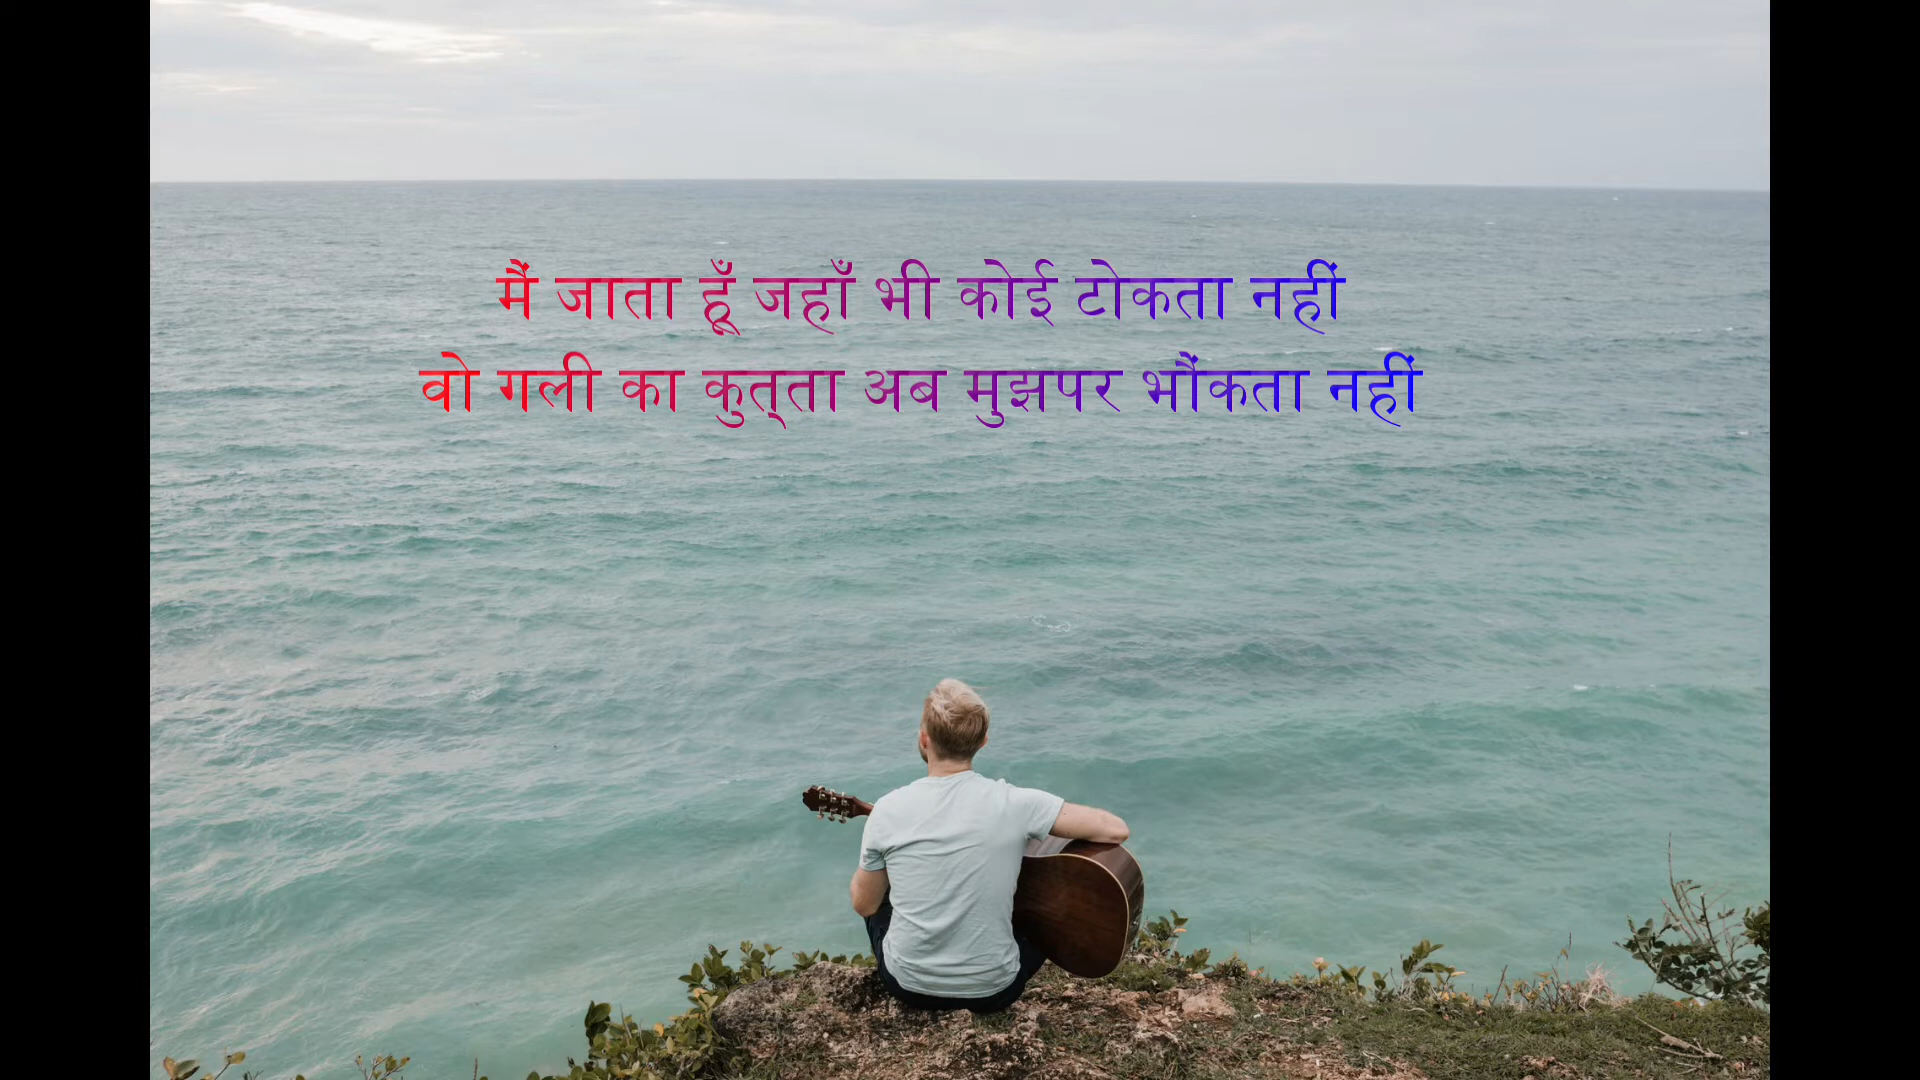 मैं जाता हूँ जहाँ भी कोई टोकता नहीं
वो गली का कुत्‌ता अब मुझपर भौंकता नहीं